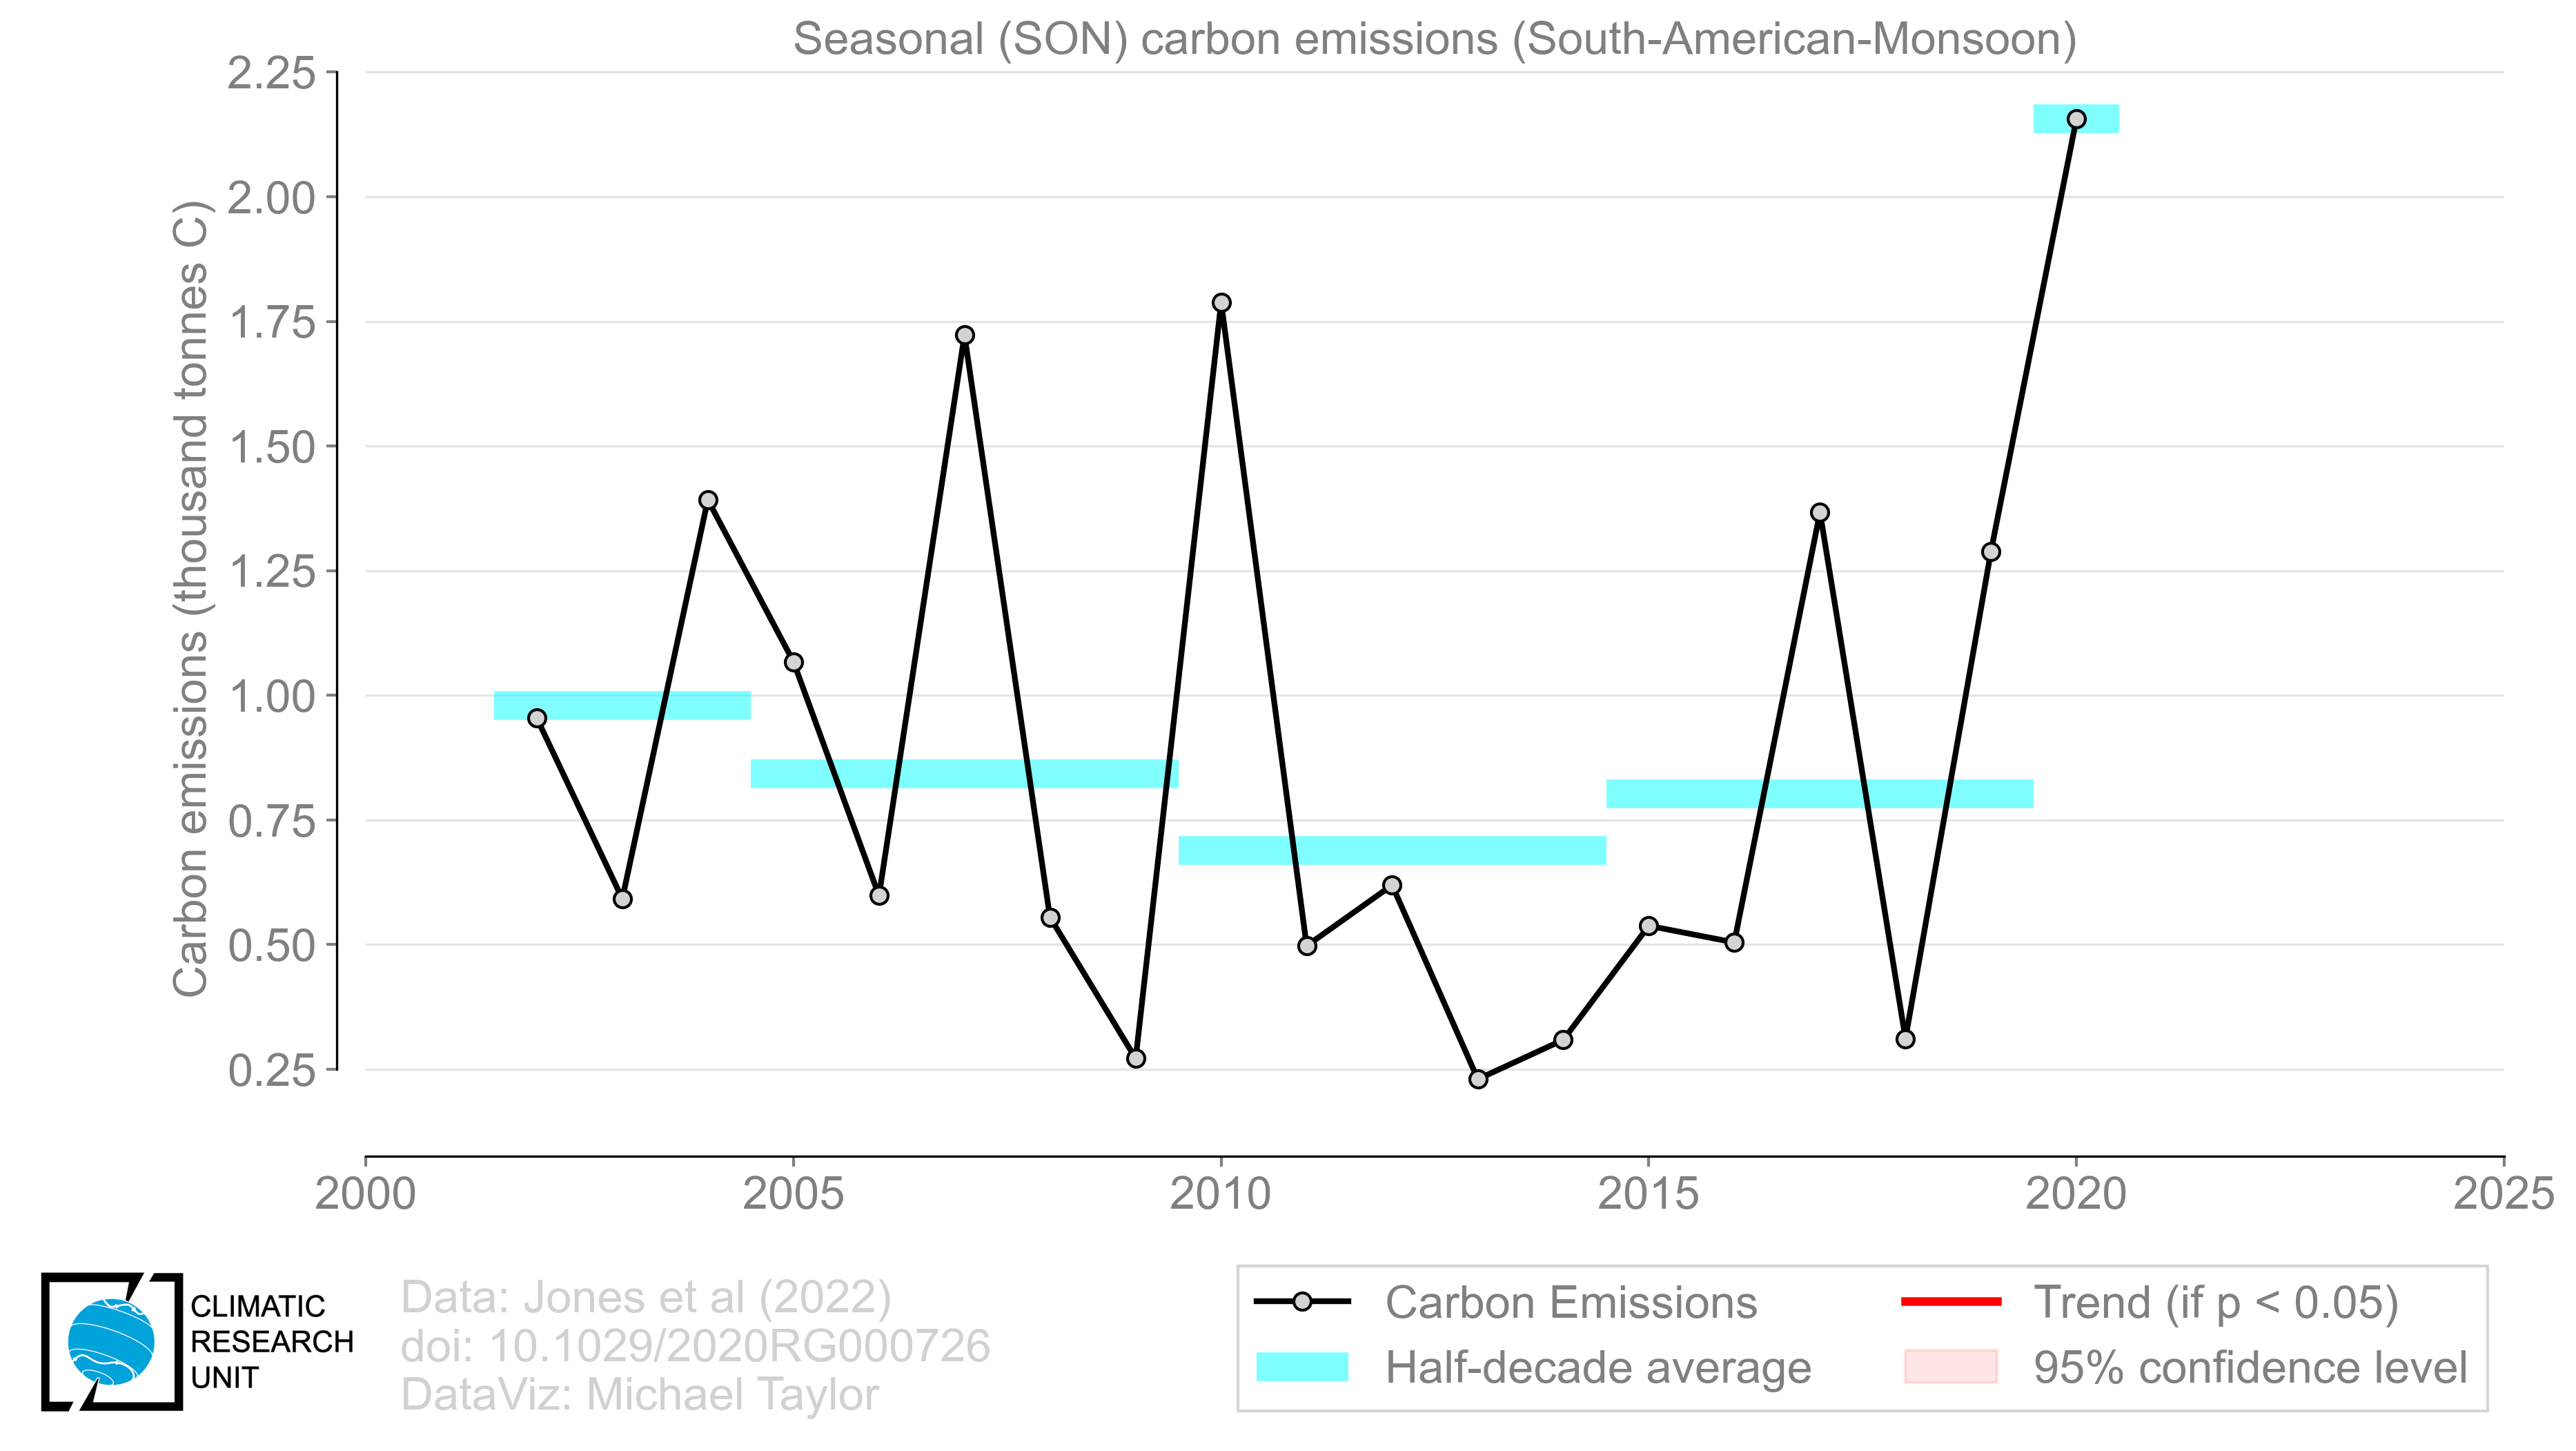 Seasonal (SON) carbon emissions (South-American-Monsoon)
Carbon emissions (thousand tonnes C)
2.25
2.00
1.75
1.50
1.25
1.00
0.75
0.50
0.25
2000 2005 2010 2015 2020 2025
CLIMATIC
RESEARCH
UNIT
Data: Jones et al (2022)
doi: 10.1029/2020RG000726
DataViz: Michael Taylor
Carbon Emissions
Half-decade average
Trend (if p < 0.05)
95% confidence level